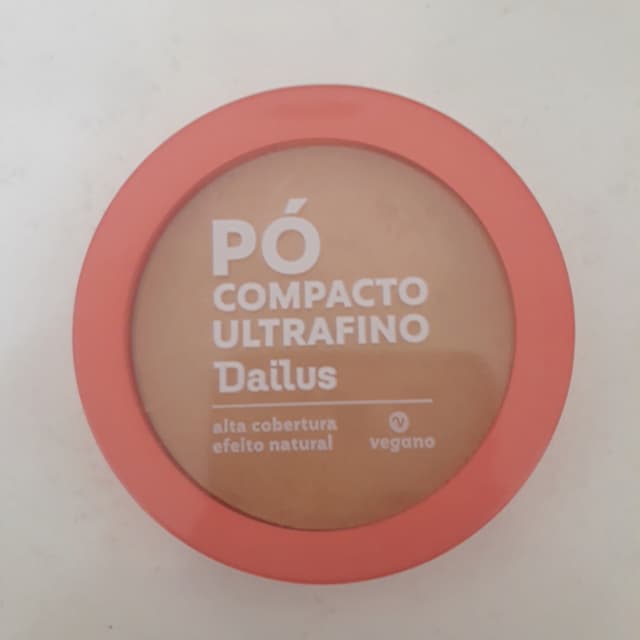 PÓ
COMPACTO
ULTRAFINO
Dailus
alta cobertura
efeito natural
vegano